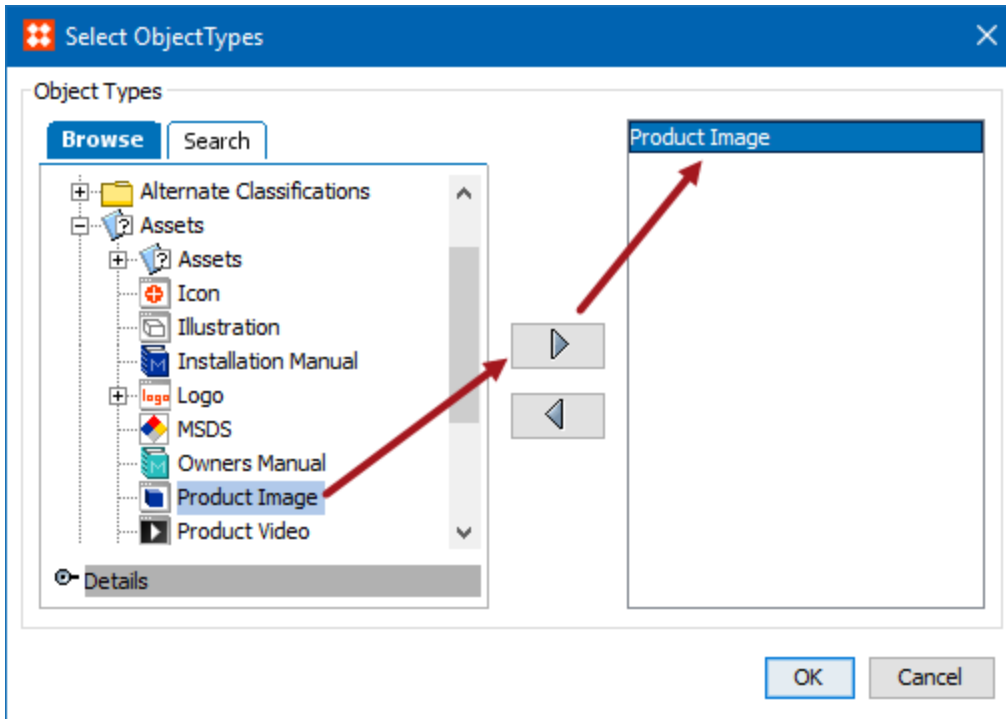 Select ObjectTypes
Object Types
Browse
Search
Alternate Classifications
Assets
Assets
Icon
Illustration
Installation Manual
logo Logo
MSDS
Owners Manual
Product Image
Product Video
Details
Product Image
OK
Cancel